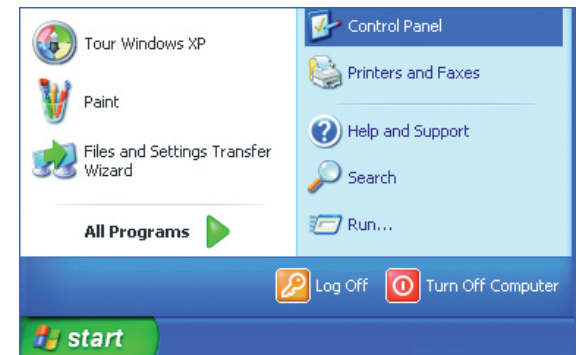 Tour Windows XP
Paint
Files and Settings Transfer
Wizard
All Programs
Control Panel
Printers and Faxes
Help and Support
Search
Run...
Log Off
Turn Off Computer
start